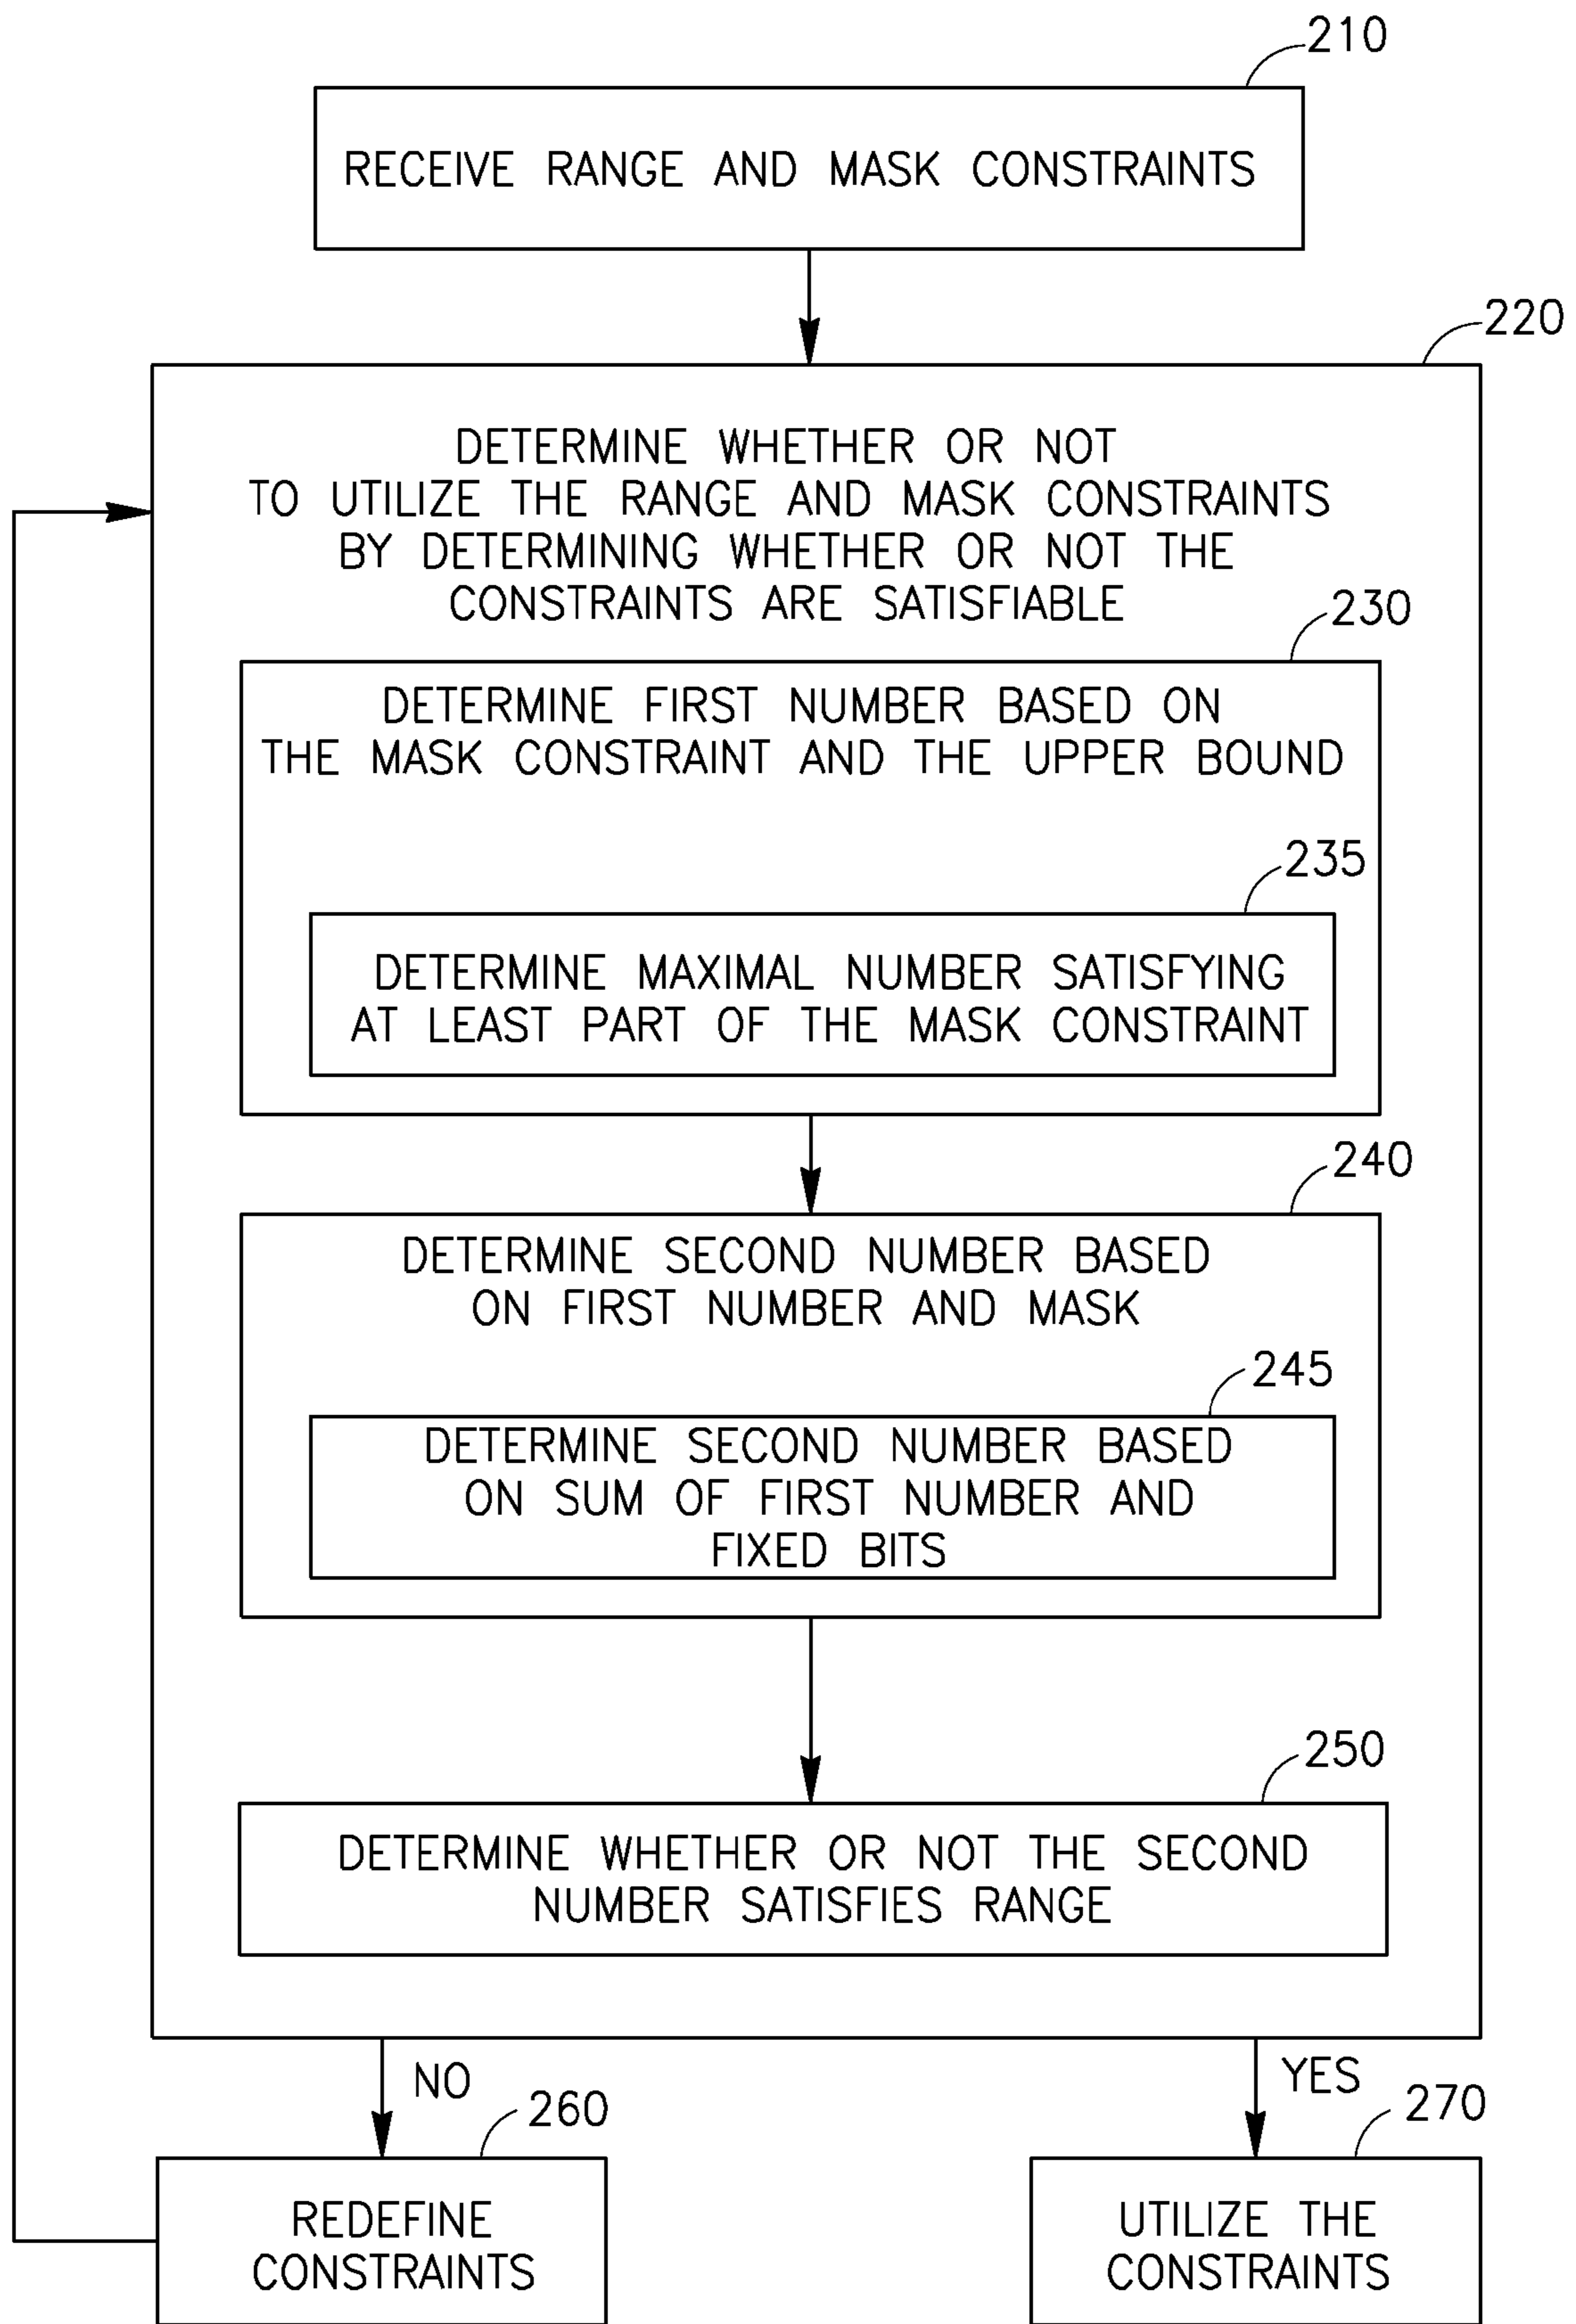 210
RECEIVE RANGE AND MASK CONSTRAINTS
220
DETERMINE WHETHER OR NOT
TO UTILIZE THE RANGE AND MASK CONSTRAINTS
BY DETERMINING WHETHER OR NOT THE
CONSTRAINTS ARE SATISFIABLE
230
DETERMINE FIRST NUMBER BASED ON
THE MASK CONSTRAINT AND THE UPPER BOUND
235
DETERMINE MAXIMAL NUMBER SATISFYING
AT LEAST PART OF THE MASK CONSTRAINT
240
DETERMINE SECOND NUMBER BASED
ON FIRST NUMBER AND MASK
245
DETERMINE SECOND NUMBER BASED
ON SUM OF FIRST NUMBER AND
FIXED BITS
250
DETERMINE WHETHER OR NOT THE SECOND
NUMBER SATISFIES RANGE
NO
YES
260
270
REDEFINE
CONSTRAINTS
UTILIZE THE
CONSTRAINTS